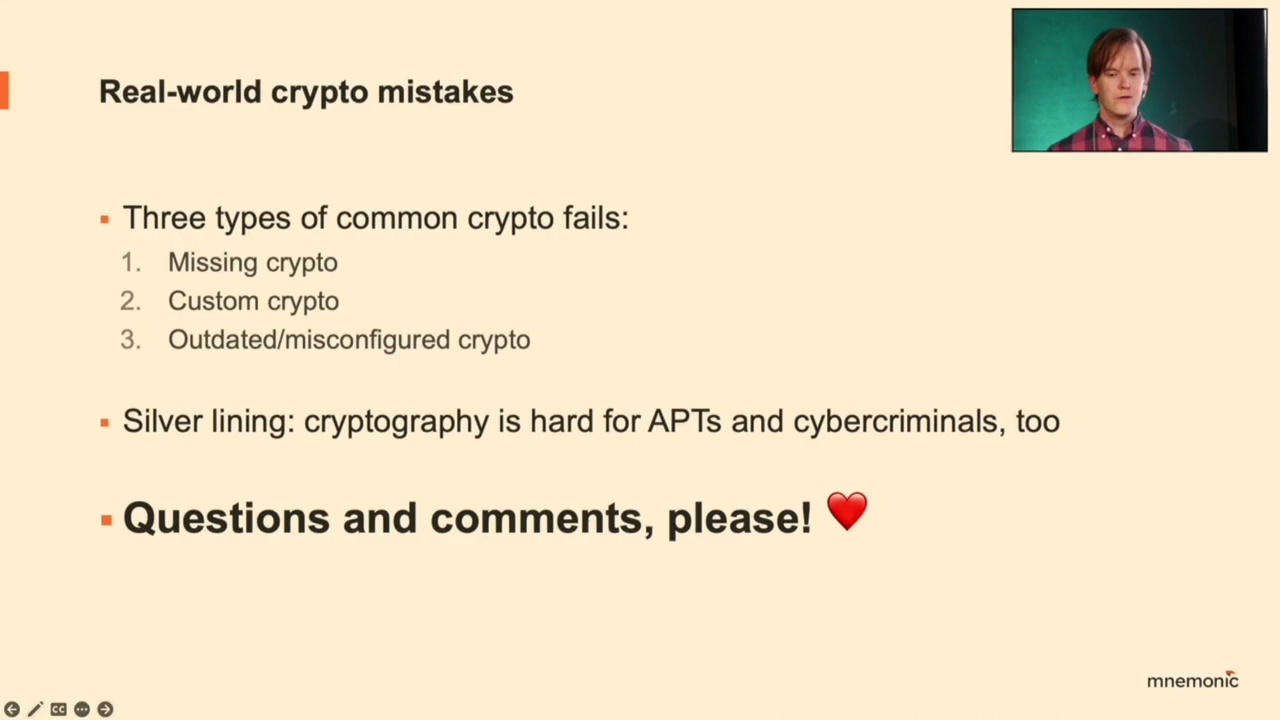 Real-world crypto mistakes
▪ Three types of common crypto fails:
1. Missing crypto
2. Custom crypto
3. Outdated/misconfigured crypto
▪ Silver lining: cryptography is hard for APTs and cybercriminals, too
▪ Questions and comments, please! ❤️
mnemonic
CC